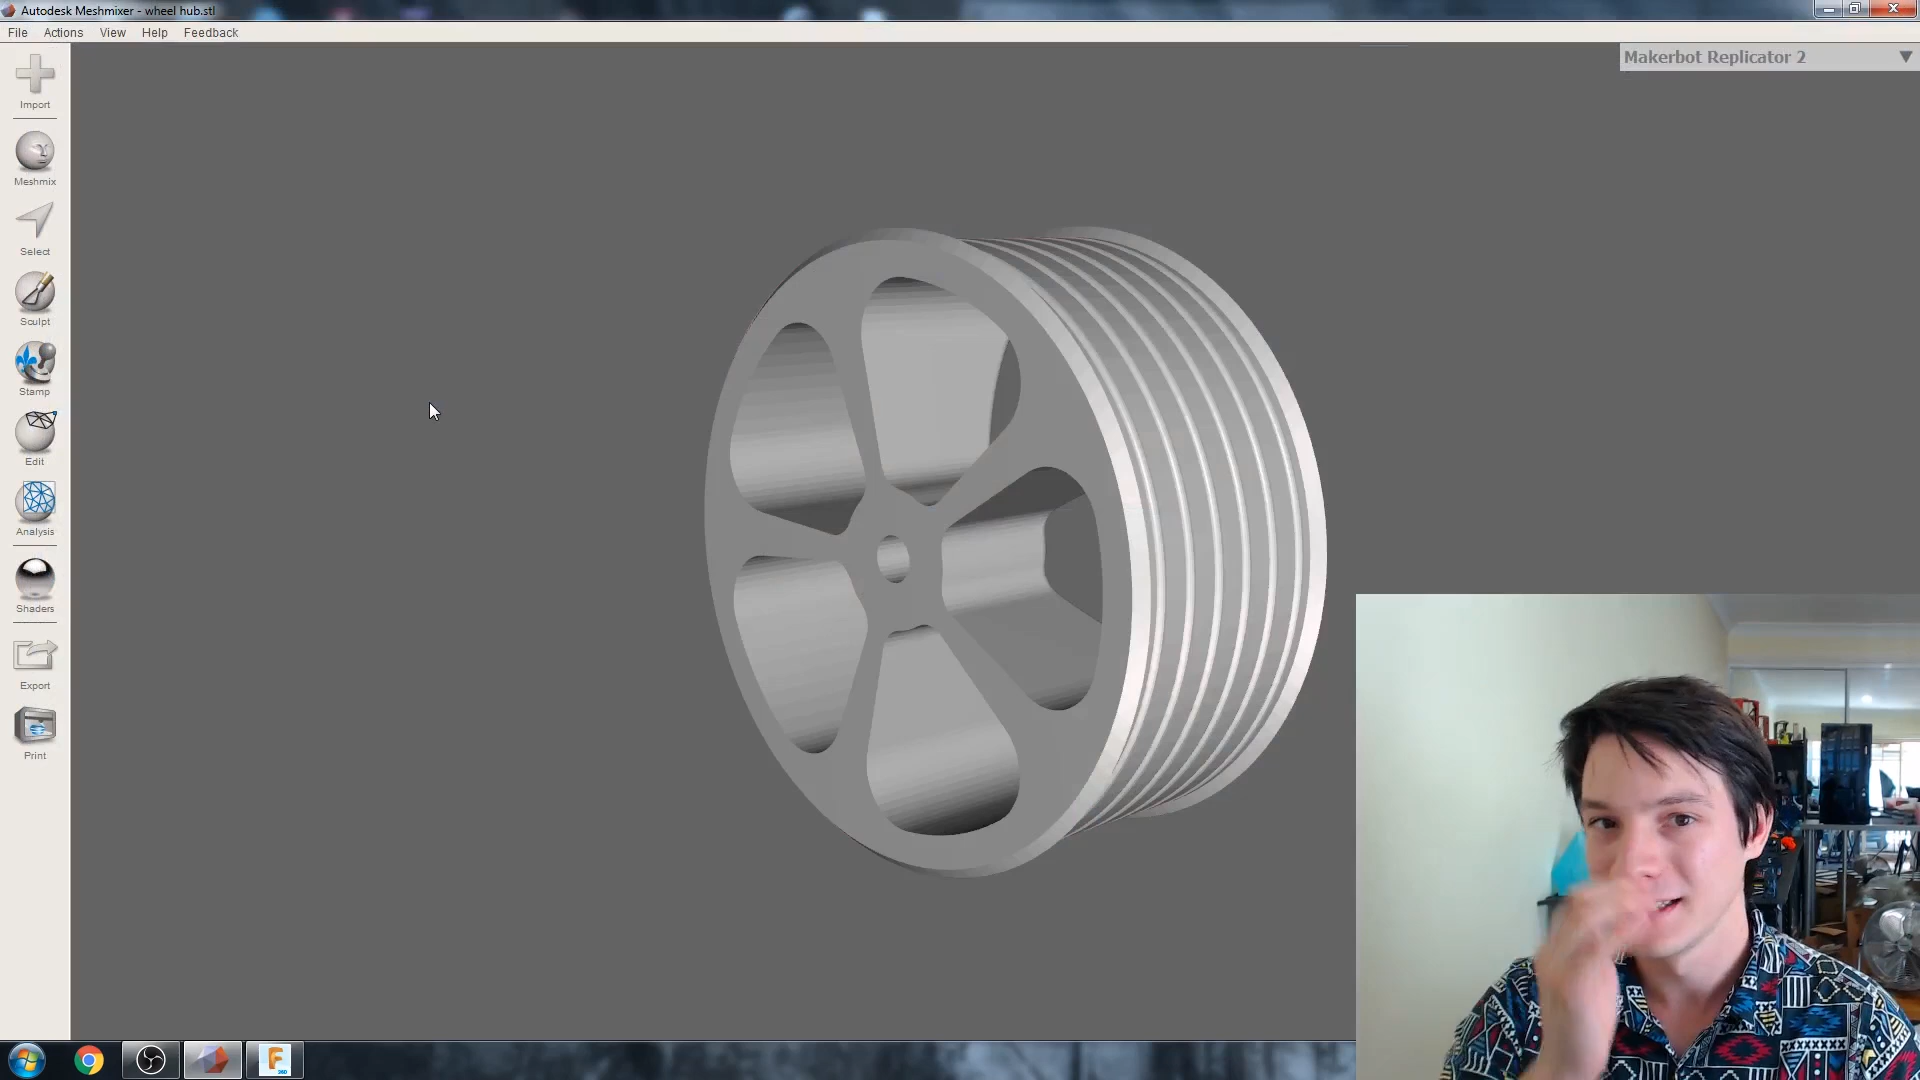 Autodesk Meshmixer - wheel hub.stl
File Actions View Help Feedback
Makerbot Replicator 2
Import
Meshmix
Select
Sculpt
Stamp
Edit
Analysis
Shaders
Export
Print
F
360